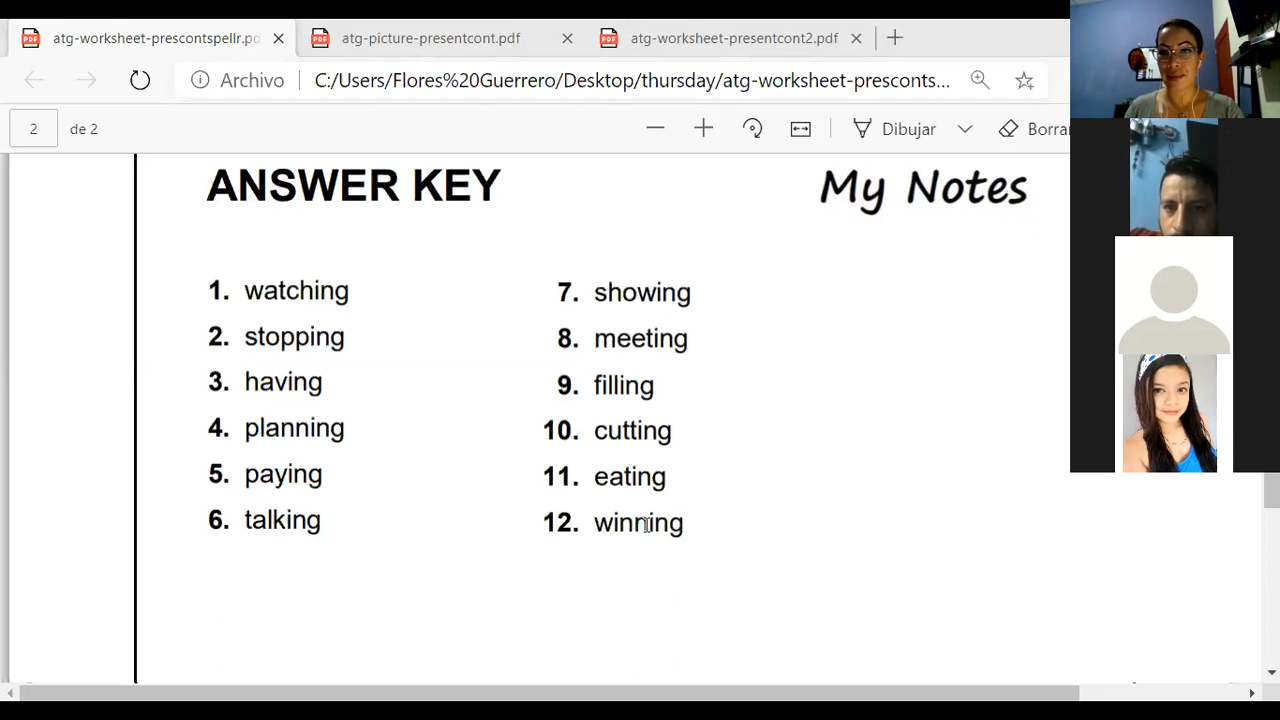 atg-worksheet-prescontspellr.pd
atg-picture-presentcont.pdf
atg-worksheet-presentcont2.pdf
Archivo
C:/Users/Flores%20Guerrero/Desktop/thursday/atg-worksheet-presconts...
2 de 2
Dibujar
Borra
ANSWER KEY
My Notes
1. watching
2. stopping
3. having
4. planning
5. paying
6. talking
7. showing
8. meeting
9. filling
10. cutting
11. eating
12. winning